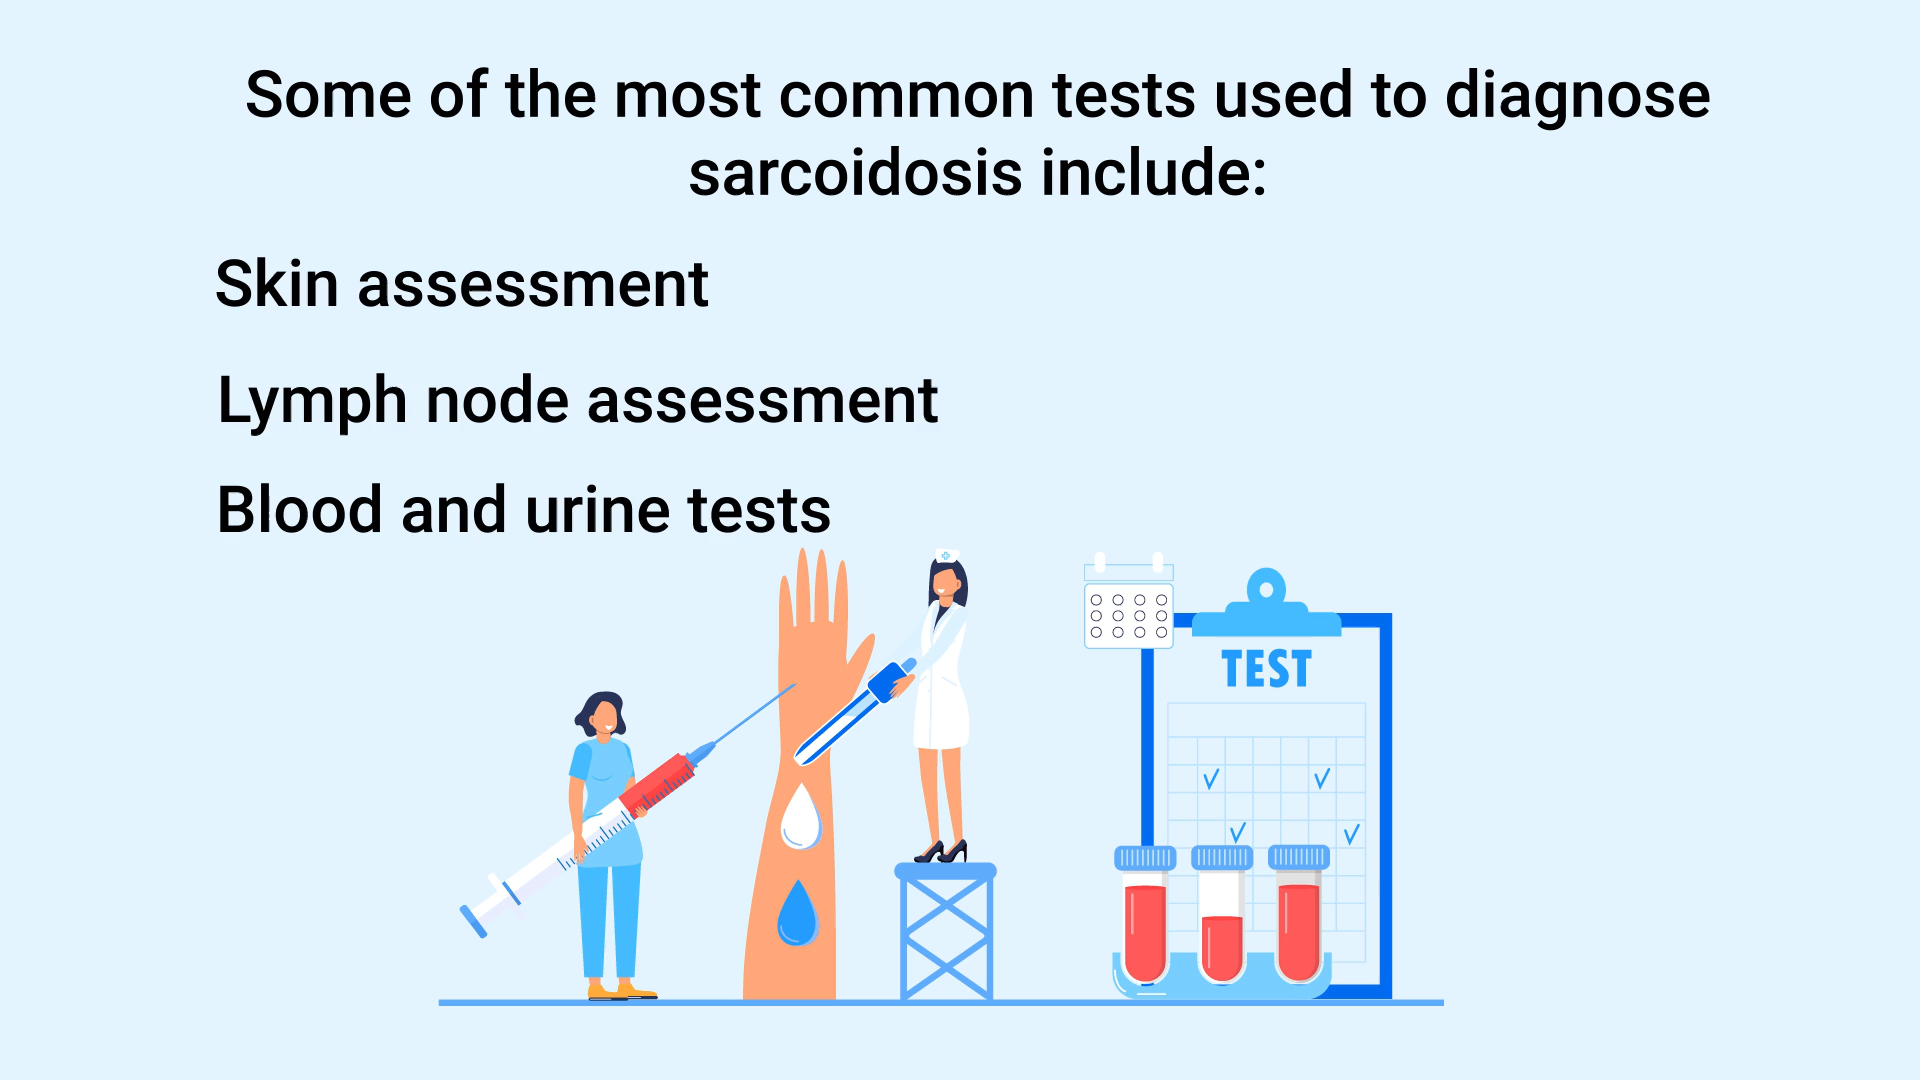 Some of the most common tests used to diagnose
sarcoidosis include:
Skin assessment
Lymph node assessment
Blood and urine tests
TEST